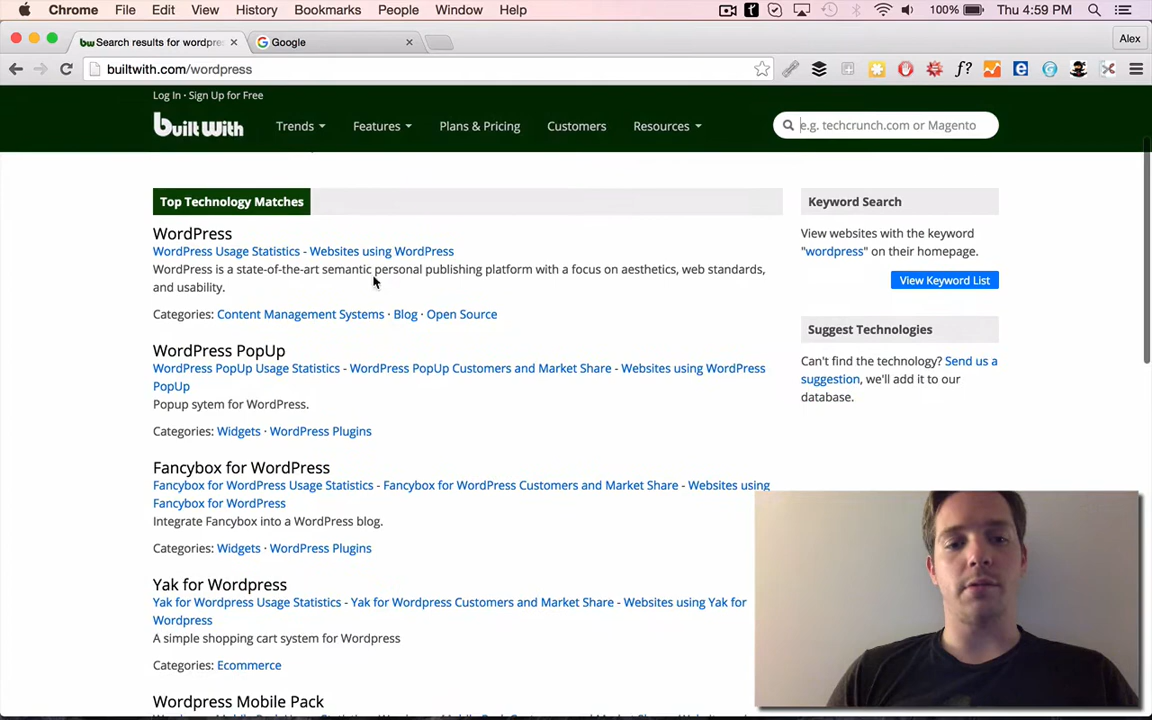 Chrome File Edit View History Bookmarks People Window Help 100% Thu 4:59 PM
Search results for wordpre Google Alex
builtwith.com/wordpress
Log In · Sign Up for Free
built With Trends Features Plans & Pricing Customers Resources e.g. techcrunch.com or Magento
Top Technology Matches
WordPress
WordPress Usage Statistics - Websites using WordPress
WordPress is a state-of-the-art semantic personal publishing platform with a focus on aesthetics, web standards,
and usability.
Categories: Content Management Systems · Blog · Open Source
WordPress PopUp
WordPress PopUp Usage Statistics - WordPress PopUp Customers and Market Share - Websites using WordPress
PopUp
Popup sytem for WordPress.
Categories: Widgets · WordPress Plugins
Fancybox for WordPress
Fancybox for WordPress Usage Statistics - Fancybox for WordPress Customers and Market Share - Websites using
Fancybox for WordPress
Integrate Fancybox into a WordPress blog.
Categories: Widgets · WordPress Plugins
Yak for Wordpress
Yak for Wordpress Usage Statistics - Yak for Wordpress Customers and Market Share - Websites using Yak for
Wordpress
A simple shopping cart system for Wordpress
Categories: Ecommerce
Wordpress Mobile Pack
Keyword Search
View websites with the keyword
"wordpress" on their homepage.
View Keyword List
Suggest Technologies
Can't find the technology? Send us a
suggestion, we'll add it to our
database.